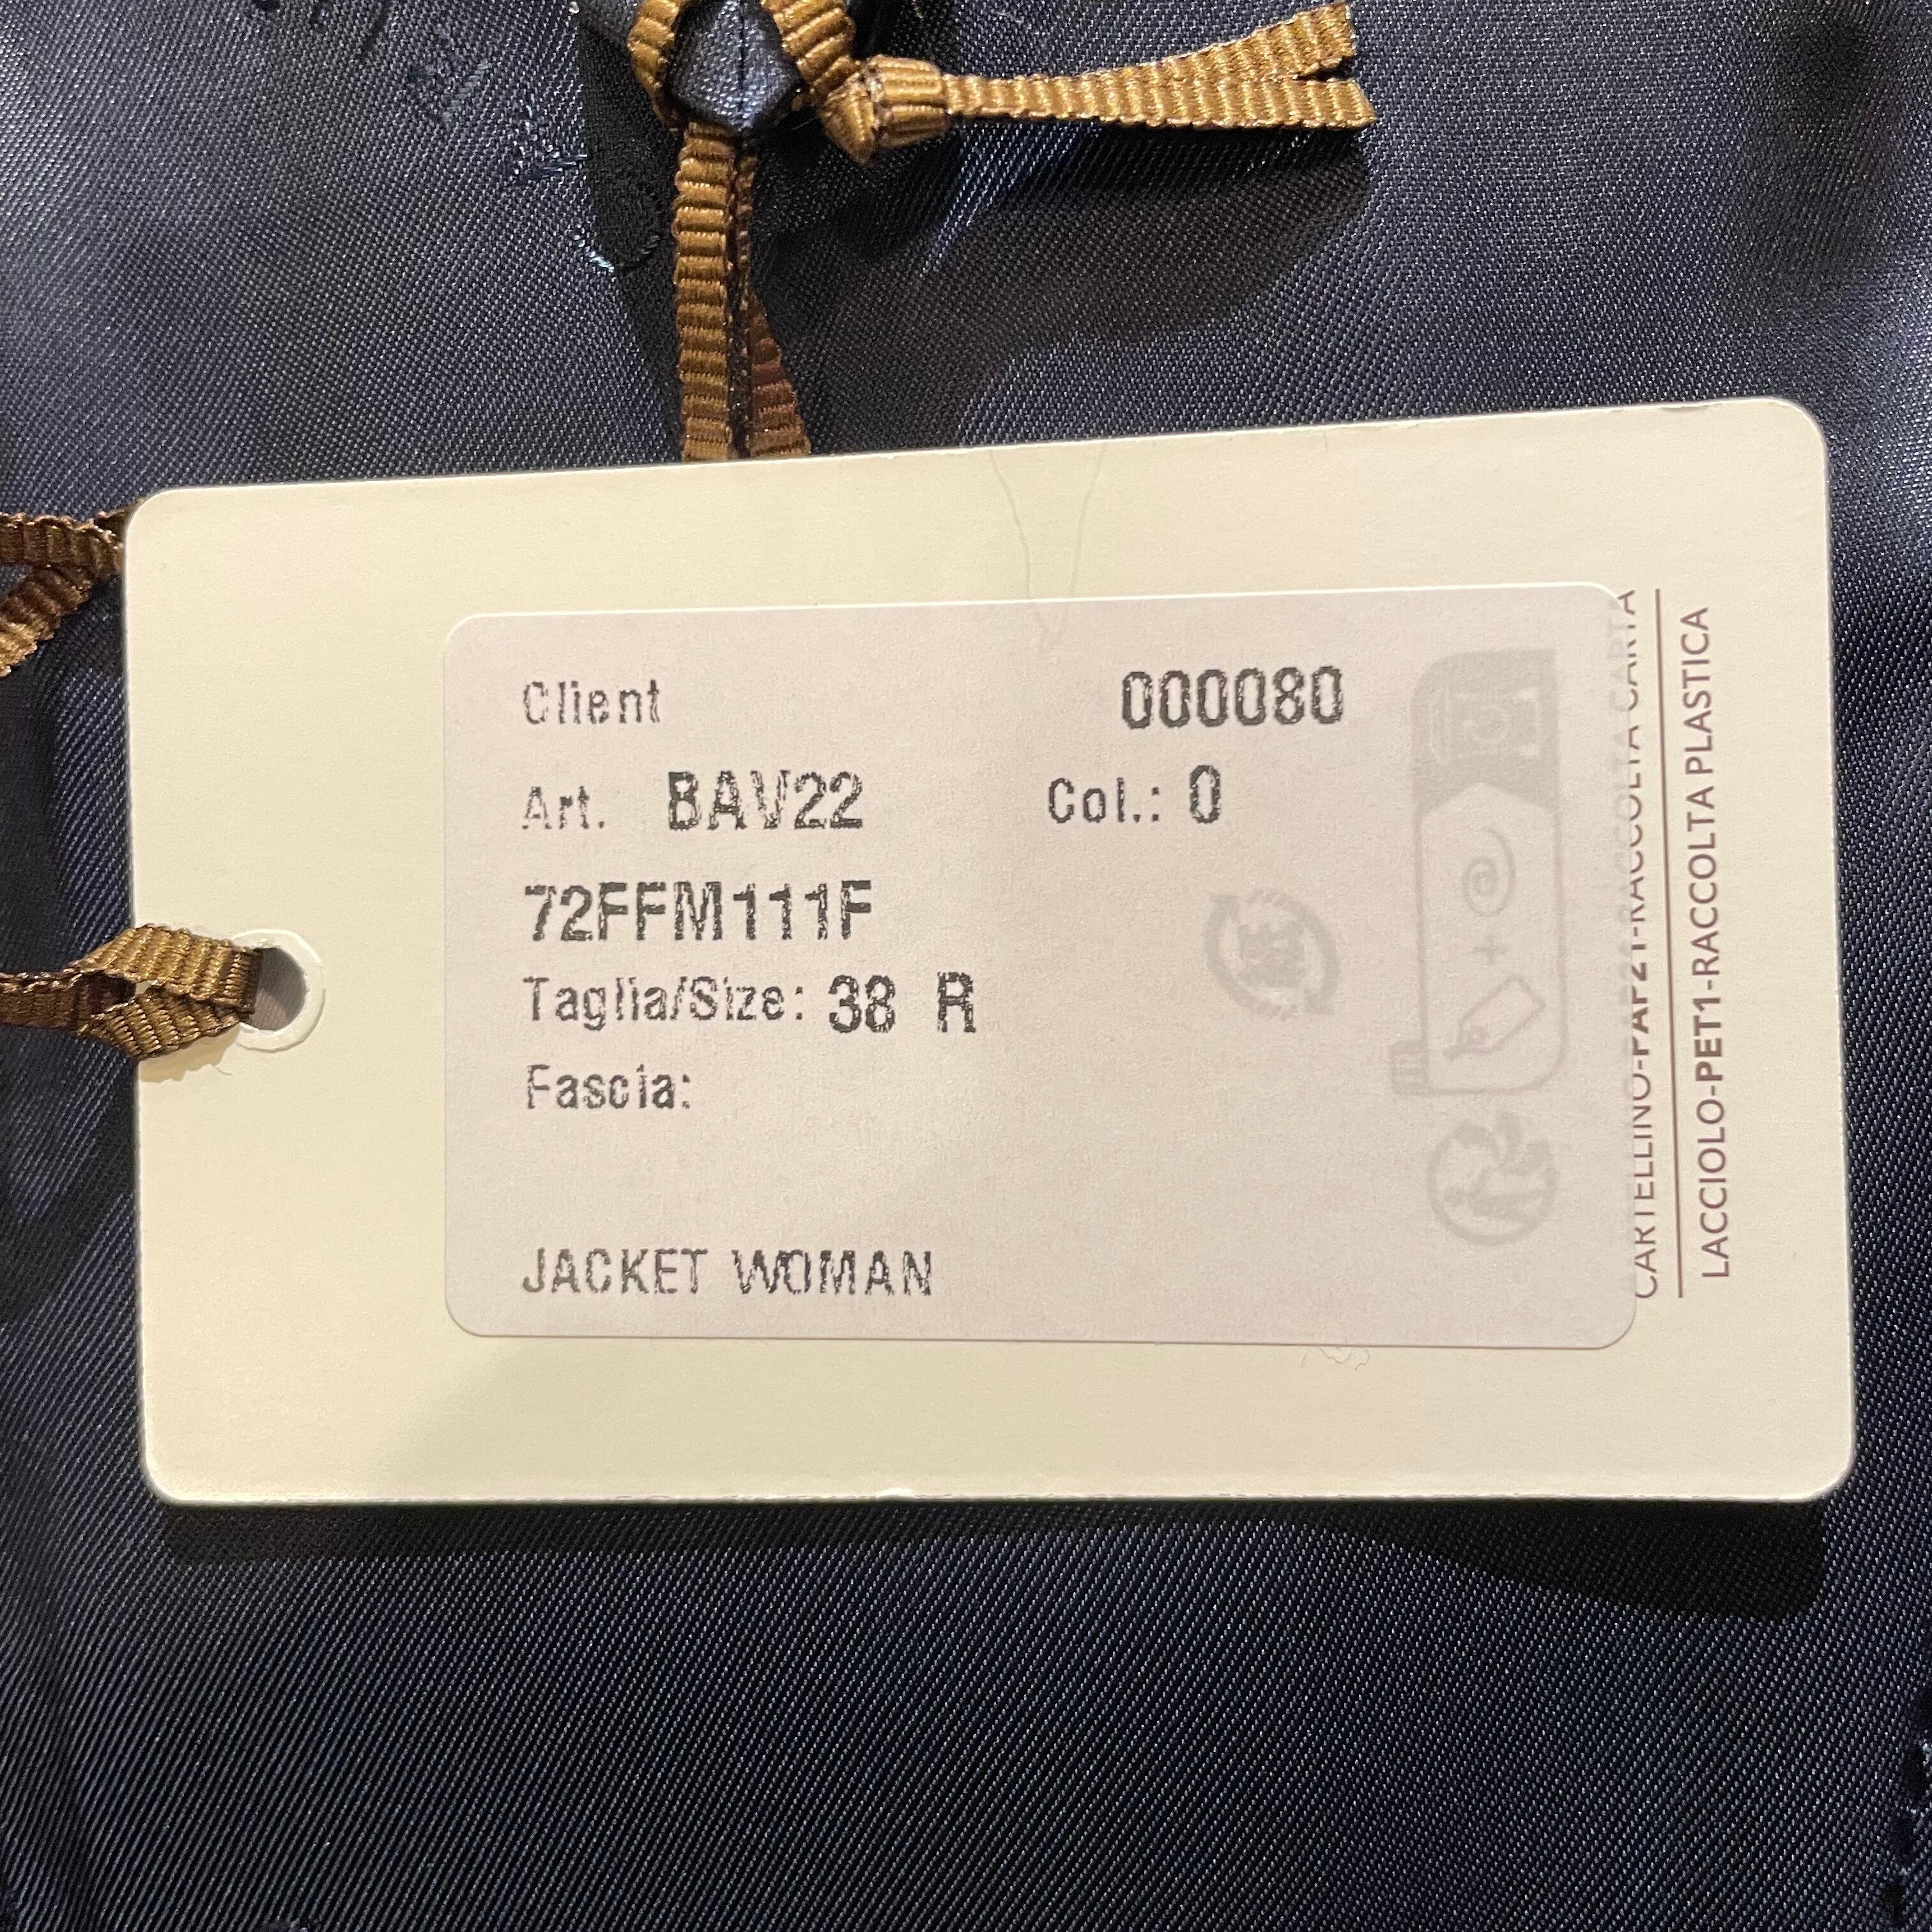 Client 000080
Art. BAV22 Col.: 0
72FFM111F
Taglia/Size: 38 R
Fascia:
JACKET WOMAN
CARTELLINO-PAP21-RACCOLTA CARTA
LACCIOLO-PET1-RACCOLTA PLASTICA